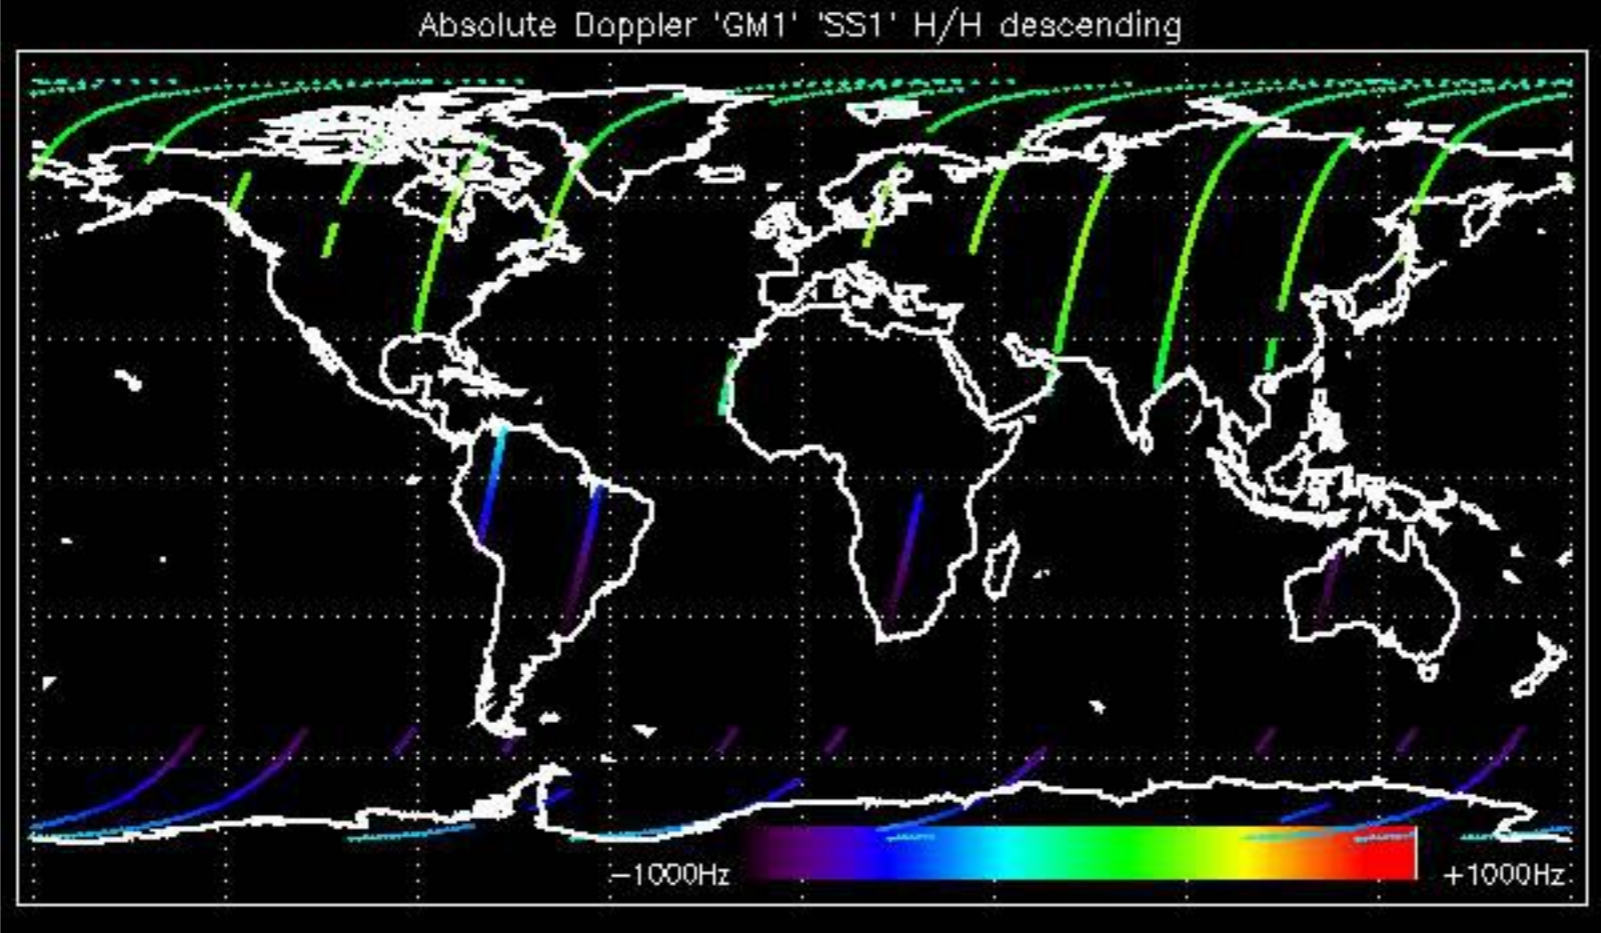 Absolute Doppler 'GM1' 'SS1' H/H descending
−1000Hz
+1000Hz